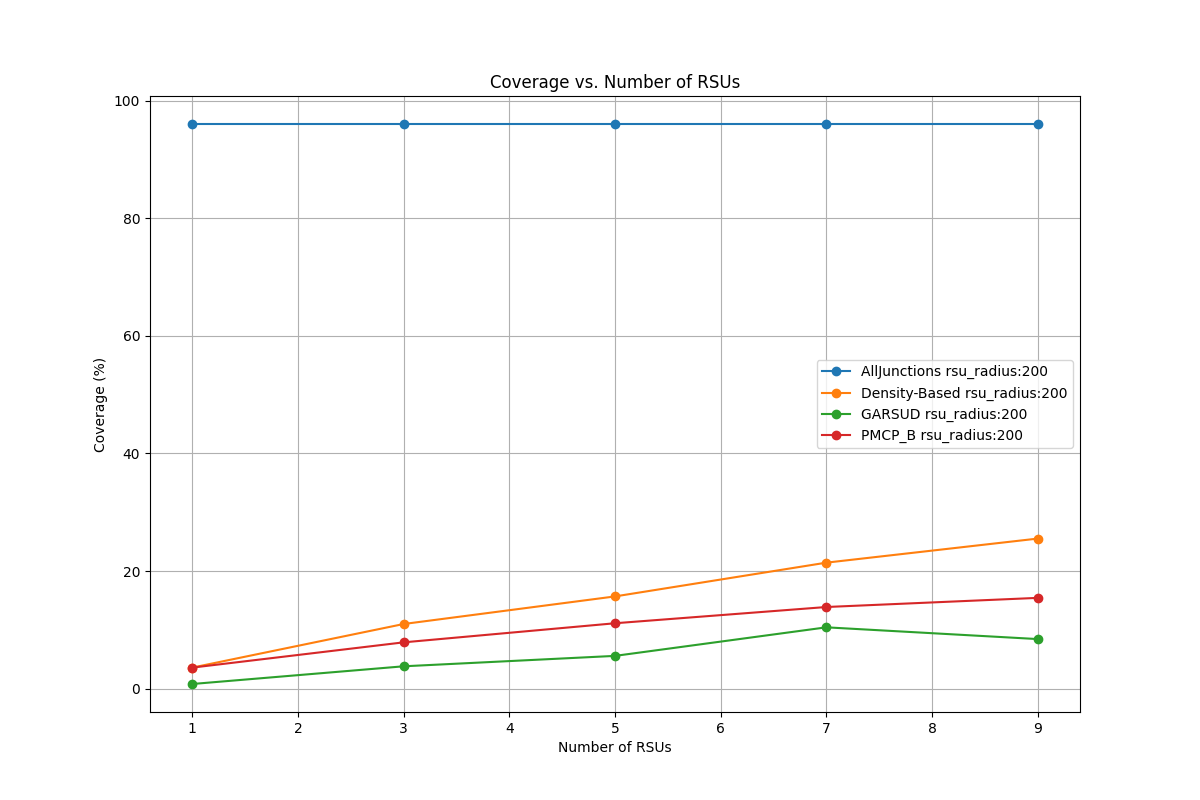 Coverage vs. Number of RSUs
100
80
60
40
20
0
Coverage (%)
AllJunctions rsu_radius:200
Density-Based rsu_radius:200
GARSUD rsu_radius:200
PMCP_B rsu_radius:200
1 2 3 4 5 6 7 8 9
Number of RSUs